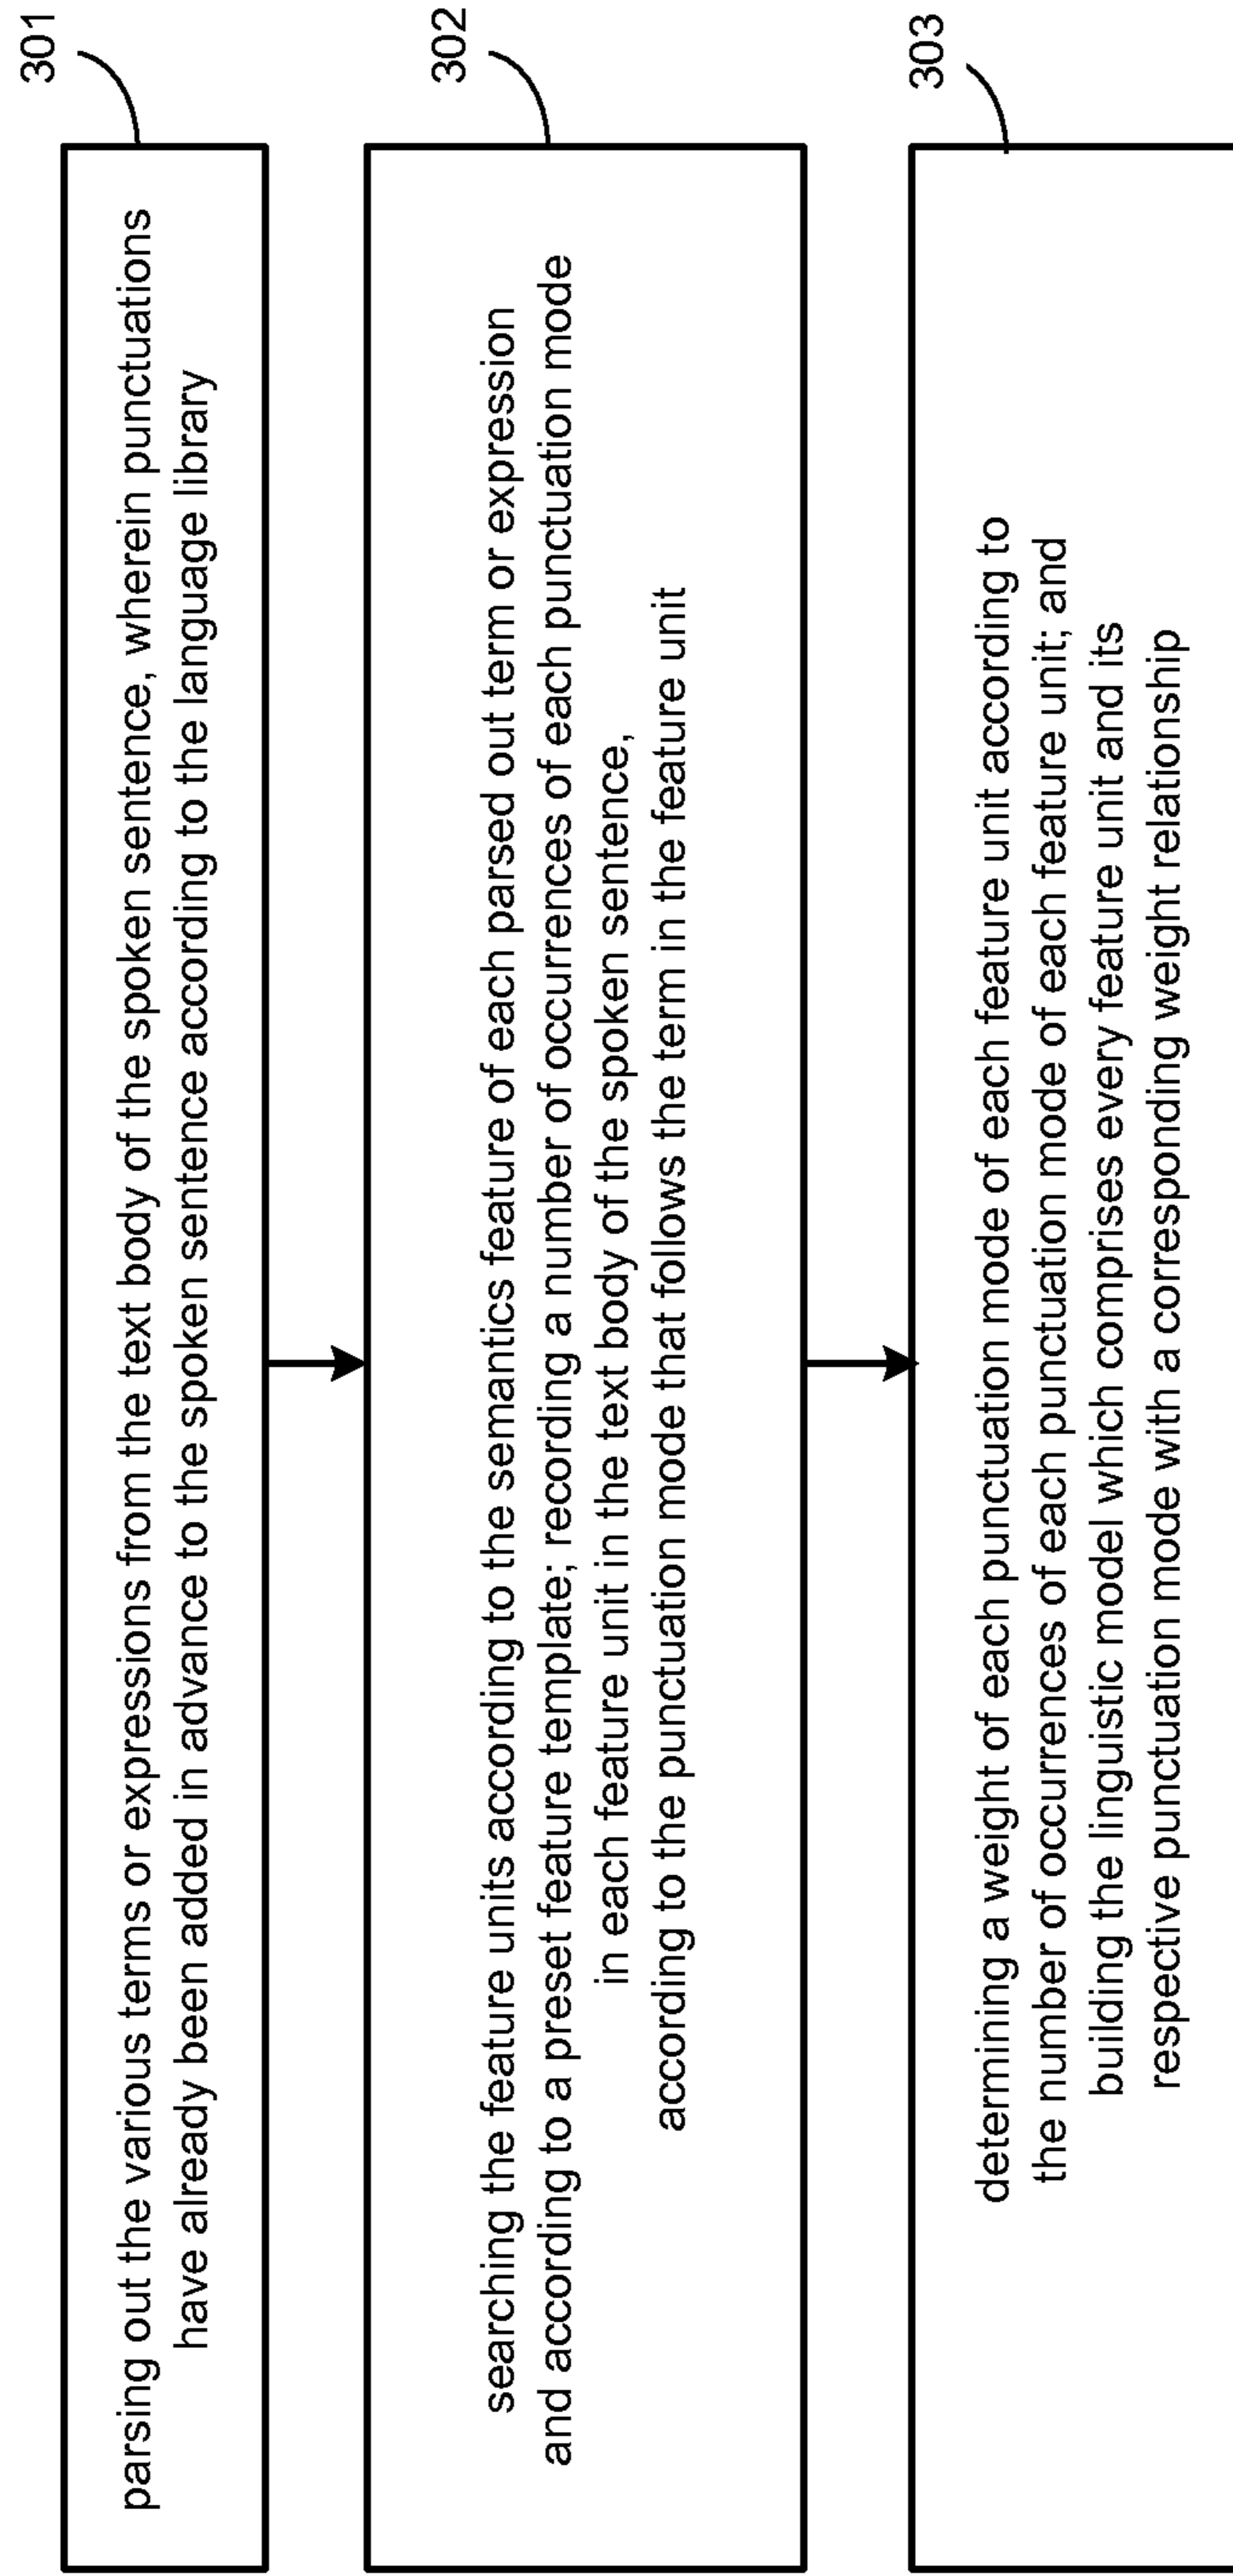 301
parsing out the various terms or expressions from the text body of the spoken sentence, wherein punctuations
have already been added in advance to the spoken sentence according to the language library
302
searching the feature units according to the semantics feature of each parsed out term or expression
and according to a preset feature template; recording a number of occurrences of each punctuation mode
in each feature unit in the text body of the spoken sentence,
according to the punctuation mode that follows the term in the feature unit
303
determining a weight of each punctuation mode of each feature unit according to
the number of occurrences of each punctuation mode of each feature unit; and
building the linguistic model which comprises every feature unit and its
respective punctuation mode with a corresponding weight relationship